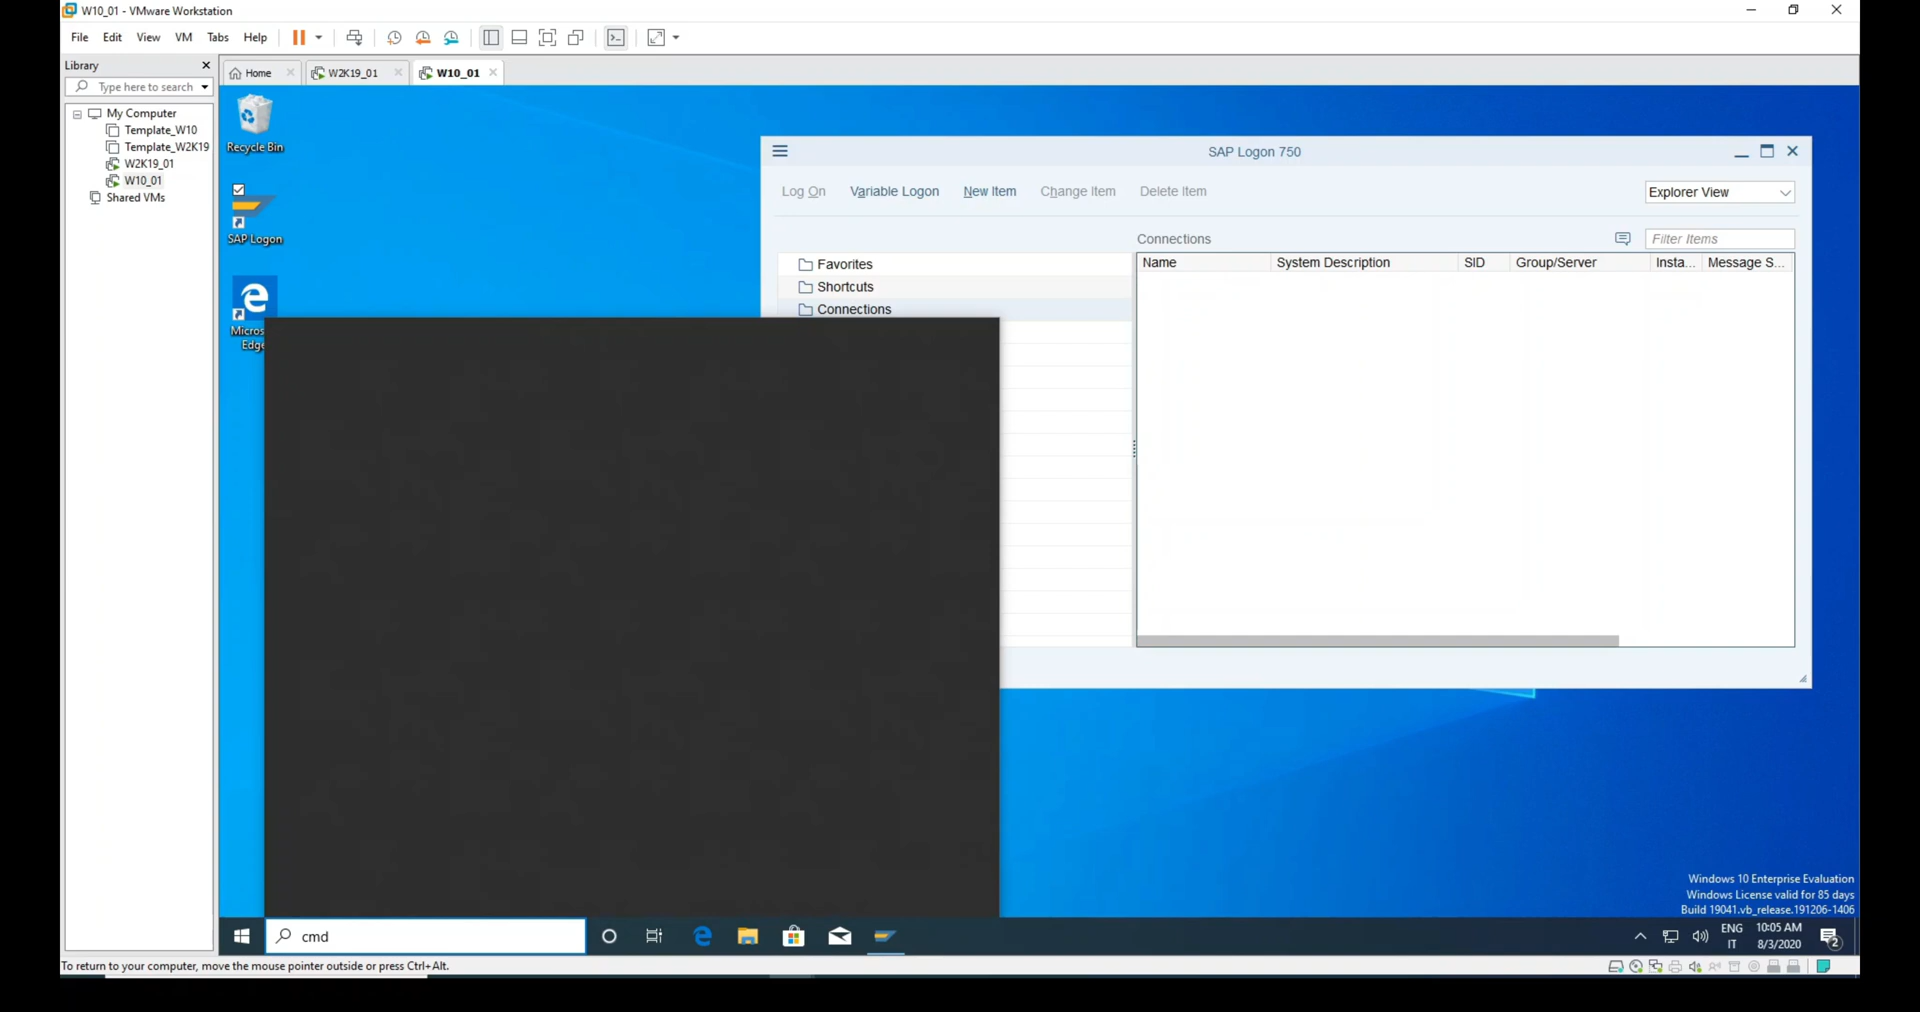 W10_01 - VMware Workstation
File Edit View VM Tabs Help
Library
Type here to search
My Computer
Template_W10
Template_W2K19
W2K19_01
W10_01
Shared VMs
Home W2K19_01 W10_01
Recycle Bin
SAP Logon
Micros
Edge
SAP Logon 750
Log On Variable Logon New Item Change Item Delete Item Explorer View
Connections Filter Items
Favorites
Shortcuts
Connections
Name System Description SID Group/Server Insta... Message S...
Windows 10 Enterprise Evaluation
Windows License valid for 85 days
Build 19041.vb_release.191206-1406
cmd
ENG
IT
10:05 AM
8/3/2020
2
To return to your computer, move the mouse pointer outside or press Ctrl+Alt.